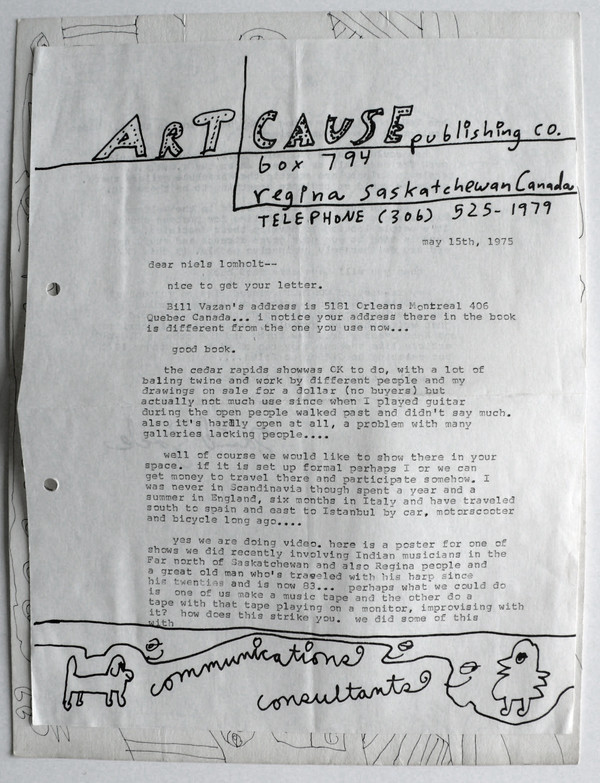 ART CAUSE publishing co.
box 794
regina saskatchewan Canada
TELEPHONE (306) 525-1979
may 15th, 1975
dear niels lomholt--
nice to get your letter.
Bill Vazan's address is 5181 Orleans Montreal 406
Quebec Canada... i notice your address there in the book
is different from the one you use now...
good book.
the cedar rapids showwas OK to do, with a lot of
baling twine and work by different people and my
drawings on sale for a dollar (no buyers) but
actually not much use since when I played guitar
during the open people walked past and didn't say much.
also it's hardly open at all, a problem with many
galleries lacking people....
well of course we would like to show there in your
space. if it is set up formal perhaps I or we can
get money to travel there and participate somehow. I
was never in Scandinavia though spent a year and a
summer in England, six months in Italy and have traveled
south to spain and east to Istanbul by car, motorscooter
and bicycle long ago....
yes we are doing video. here is a poster for one of
shows we did recently involving Indian musicians in the
Far north of Saskatchewan and also Regina people and
a great old man who's traveled with his harp since
his twenties and is now 83... perhaps what we could do
is one of us make a music tape and the other do a
tape with that tape playing on a monitor, improvising with
it? how does this strike you. we did some of this
with
communications
consultants